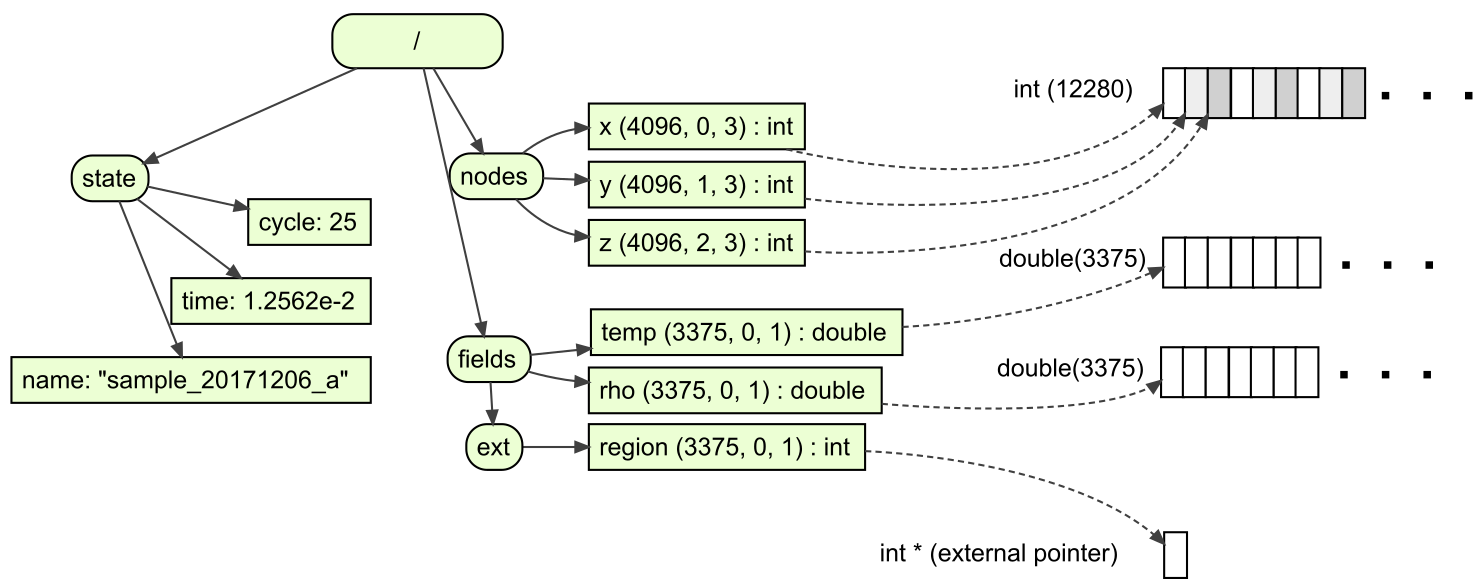 /
state
cycle: 25
time: 1.2562e-2
name: "sample_20171206_a"
nodes
x (4096, 0, 3) : int
y (4096, 1, 3) : int
z (4096, 2, 3) : int
fields
temp (3375, 0, 1) : double
rho (3375, 0, 1) : double
ext
region (3375, 0, 1) : int
int (12280)
double(3375)
double(3375)
int * (external pointer)